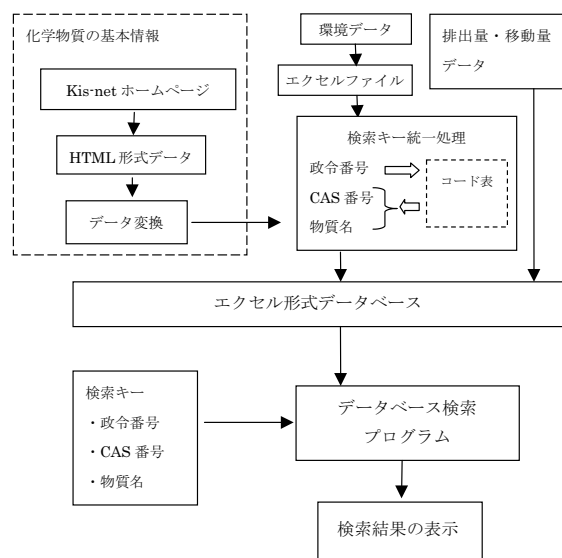 化学物質の基本情報
Kis-net ホームページ
HTML 形式データ
データ変換
環境データ
エクセルファイル
排出量・移動量
データ
検索キー統一処理
政令番号
CAS 番号
物質名
コード表
エクセル形式データベース
検索キー
・政令番号
・CAS 番号
・物質名
データベース検索
プログラム
検索結果の表示